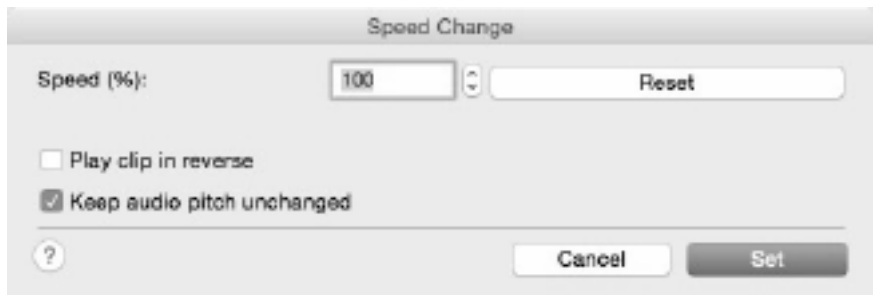 Speed Change
Speed (%): 100 Reset
Play clip in reverse
Keep audio pitch unchanged
? Cancel Set